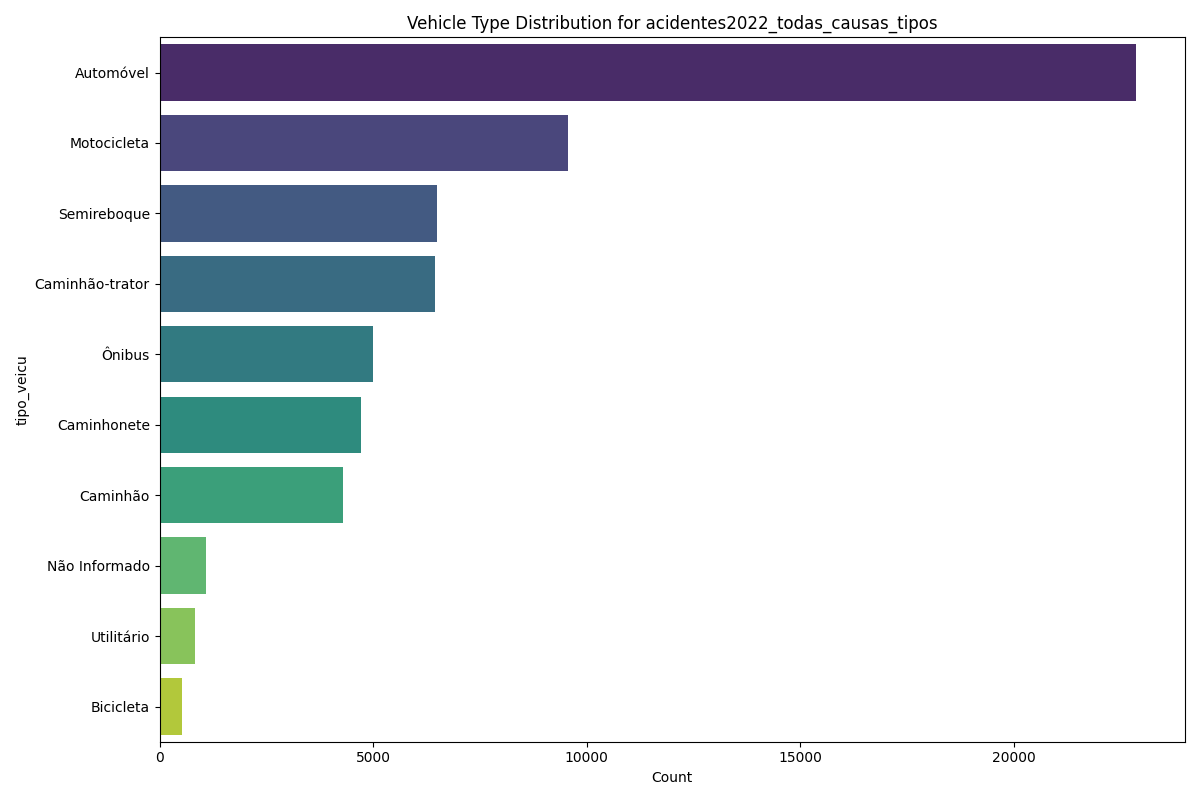 Vehicle Type Distribution for acidentes2022_todas_causas_tipos
Automóvel
Motocicleta
Semireboque
Caminhão-trator
Ônibus
Caminhonete
Caminhão
Não Informado
Utilitário
Bicicleta
tipo_veicu
0 5000 10000 15000 20000
Count